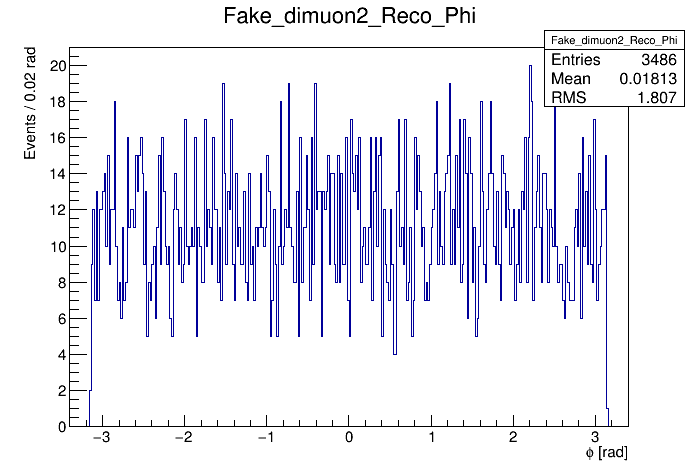 Fake_dimuon2_Reco_Phi
Fake_dimuon2_Reco_Phi
Entries 3486
Mean 0.01813
RMS 1.807
Events / 0.02 rad
20
18
16
14
12
10
8
6
4
2
0
−3 −2 −1 0 1 2 3
ϕ [rad]